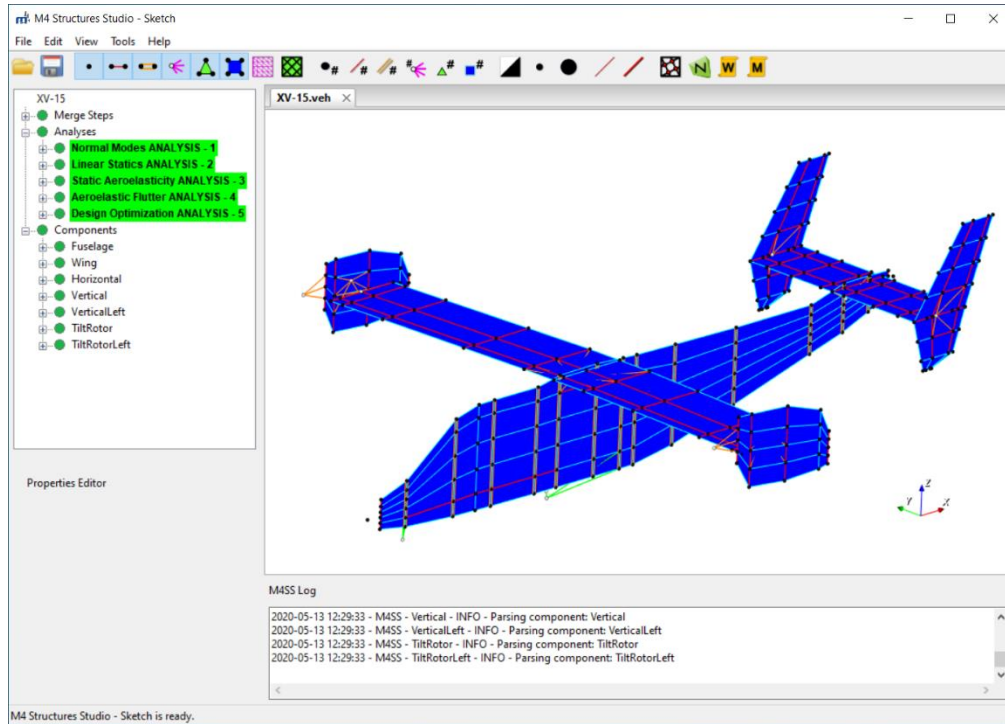 M4 Structures Studio - Sketch
File Edit View Tools Help
# # # # # # N W M
XV-15
Merge Steps
Analyses
Normal Modes ANALYSIS - 1
Linear Statics ANALYSIS - 2
Static Aeroelasticity ANALYSIS - 3
Aeroelastic Flutter ANALYSIS - 4
Design Optimization ANALYSIS - 5
Components
Fuselage
Wing
Horizontal
Vertical
VerticalLeft
TiltRotor
TiltRotorLeft
Properties Editor
XV-15.veh
Z
Y X
M4SS Log
2020-05-13 12:29:33 - M4SS - Vertical - INFO - Parsing component: Vertical
2020-05-13 12:29:33 - M4SS - VerticalLeft - INFO - Parsing component: VerticalLeft
2020-05-13 12:29:33 - M4SS - TiltRotor - INFO - Parsing component: TiltRotor
2020-05-13 12:29:33 - M4SS - TiltRotorLeft - INFO - Parsing component: TiltRotorLeft
M4 Structures Studio - Sketch is ready.